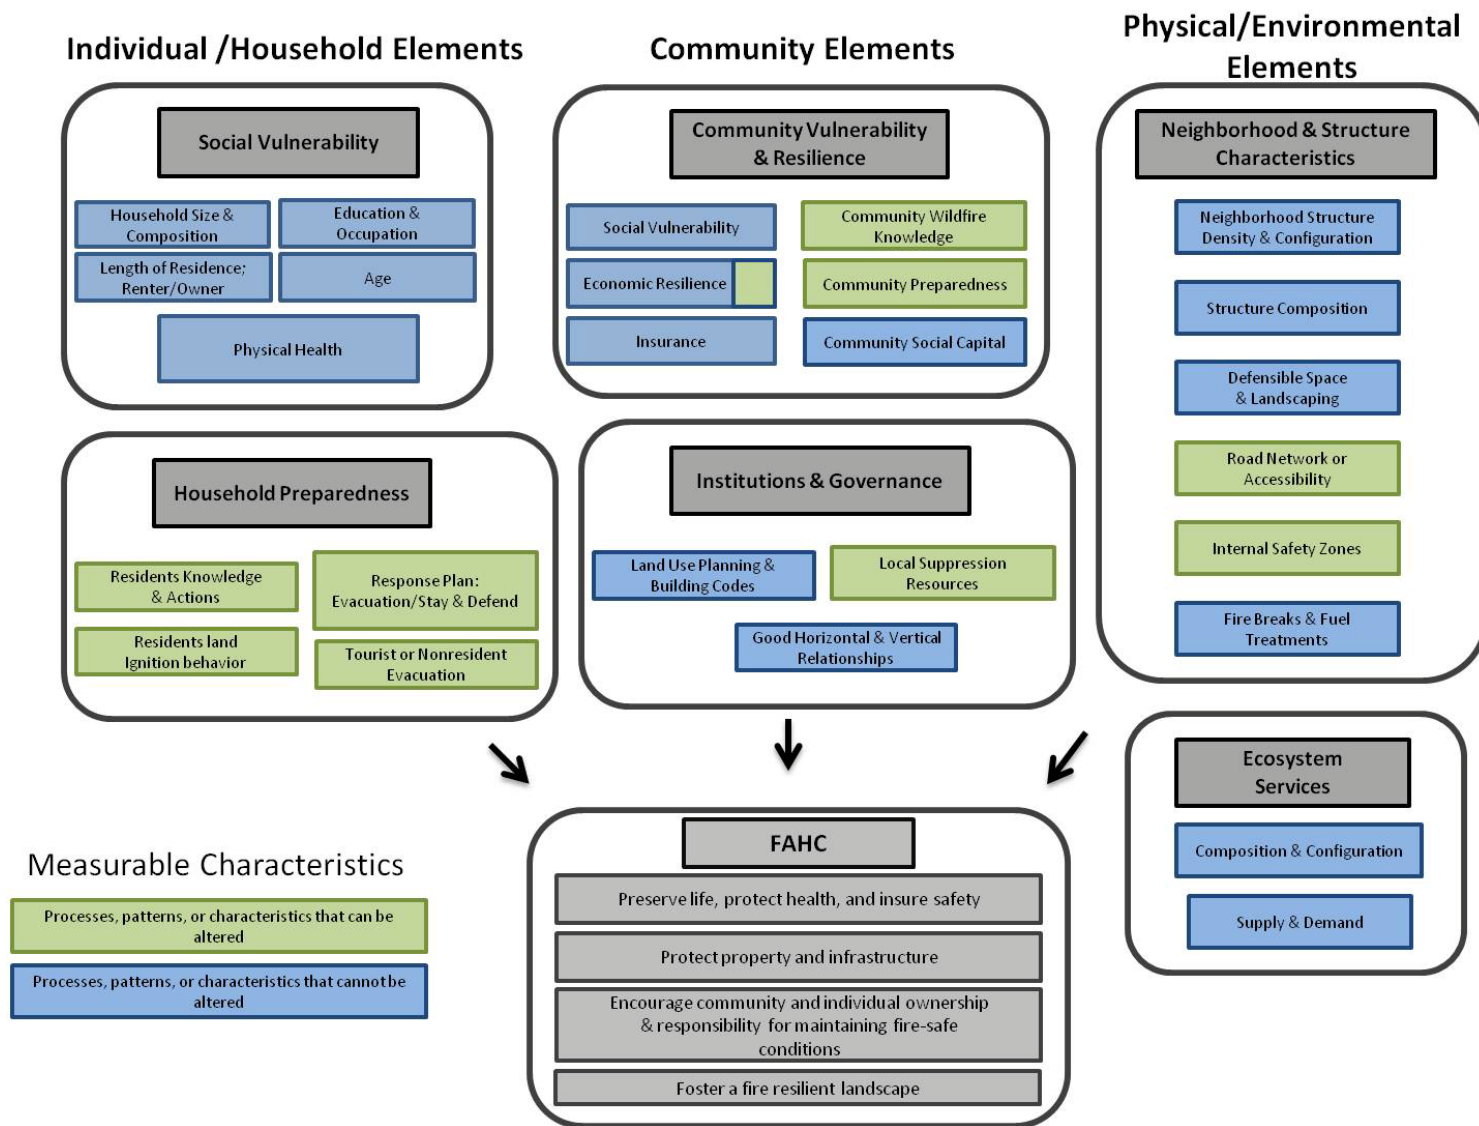 Individual /Household Elements
Social Vulnerability
Household Size &
Composition
Education &
Occupation
Length of Residence;
Renter/Owner
Age
Physical Health
Household Preparedness
Residents Knowledge
& Actions
Response Plan:
Evacuation/Stay & Defend
Residents land
Ignition behavior
Tourist or Nonresident
Evacuation
Community Elements
Community Vulnerability
& Resilience
Social Vulnerability
Community Wildfire
Knowledge
Economic Resilience
Community Preparedness
Insurance
Community Social Capital
Institutions & Governance
Land Use Planning &
Building Codes
Local Suppression
Resources
Good Horizontal & Vertical
Relationships
Physical/Environmental
Elements
Neighborhood & Structure
Characteristics
Neighborhood Structure
Density & Configuration
Structure Composition
Defensible Space
& Landscaping
Road Network or
Accessibility
Internal Safety Zones
Fire Breaks & Fuel
Treatments
Ecosystem
Services
Composition & Configuration
Supply & Demand
FAHC
Preserve life, protect health, and insure safety
Protect property and infrastructure
Encourage community and individual ownership
& responsibility for maintaining fire-safe
conditions
Foster a fire resilient landscape
Measurable Characteristics
Processes, patterns, or characteristics that can be
altered
Processes, patterns, or characteristics that cannot be
altered